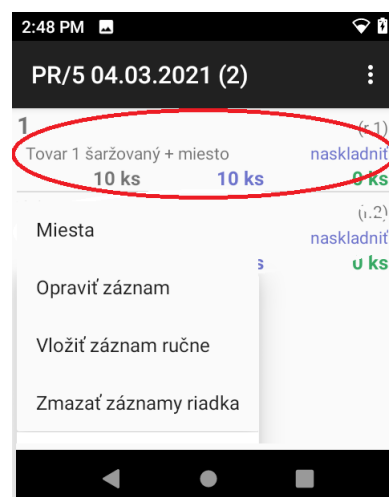 2:48 PM
PR/5 04.03.2021 (2)
1 (r.1)
Tovar 1 šaržovaný + miesto naskladniť
10 ks 10 ks 0 ks
(r.2)
Miesta naskladniť
s 0 ks
Opraviť záznam
Vložiť záznam ručne
Zmazať záznamy riadka